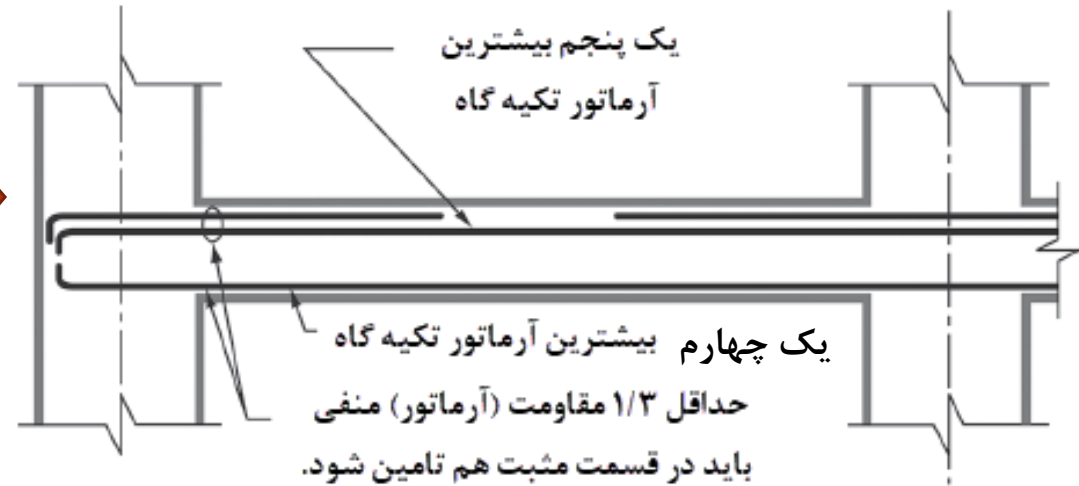 یک پنجم بیشترین
آرماتور تکیه گاه
یک چهارم بیشترین آرماتور تکیه گاه
حداقل ۱/۳ مقاومت (آرماتور) منفی
باید در قسمت مثبت هم تامین شود.